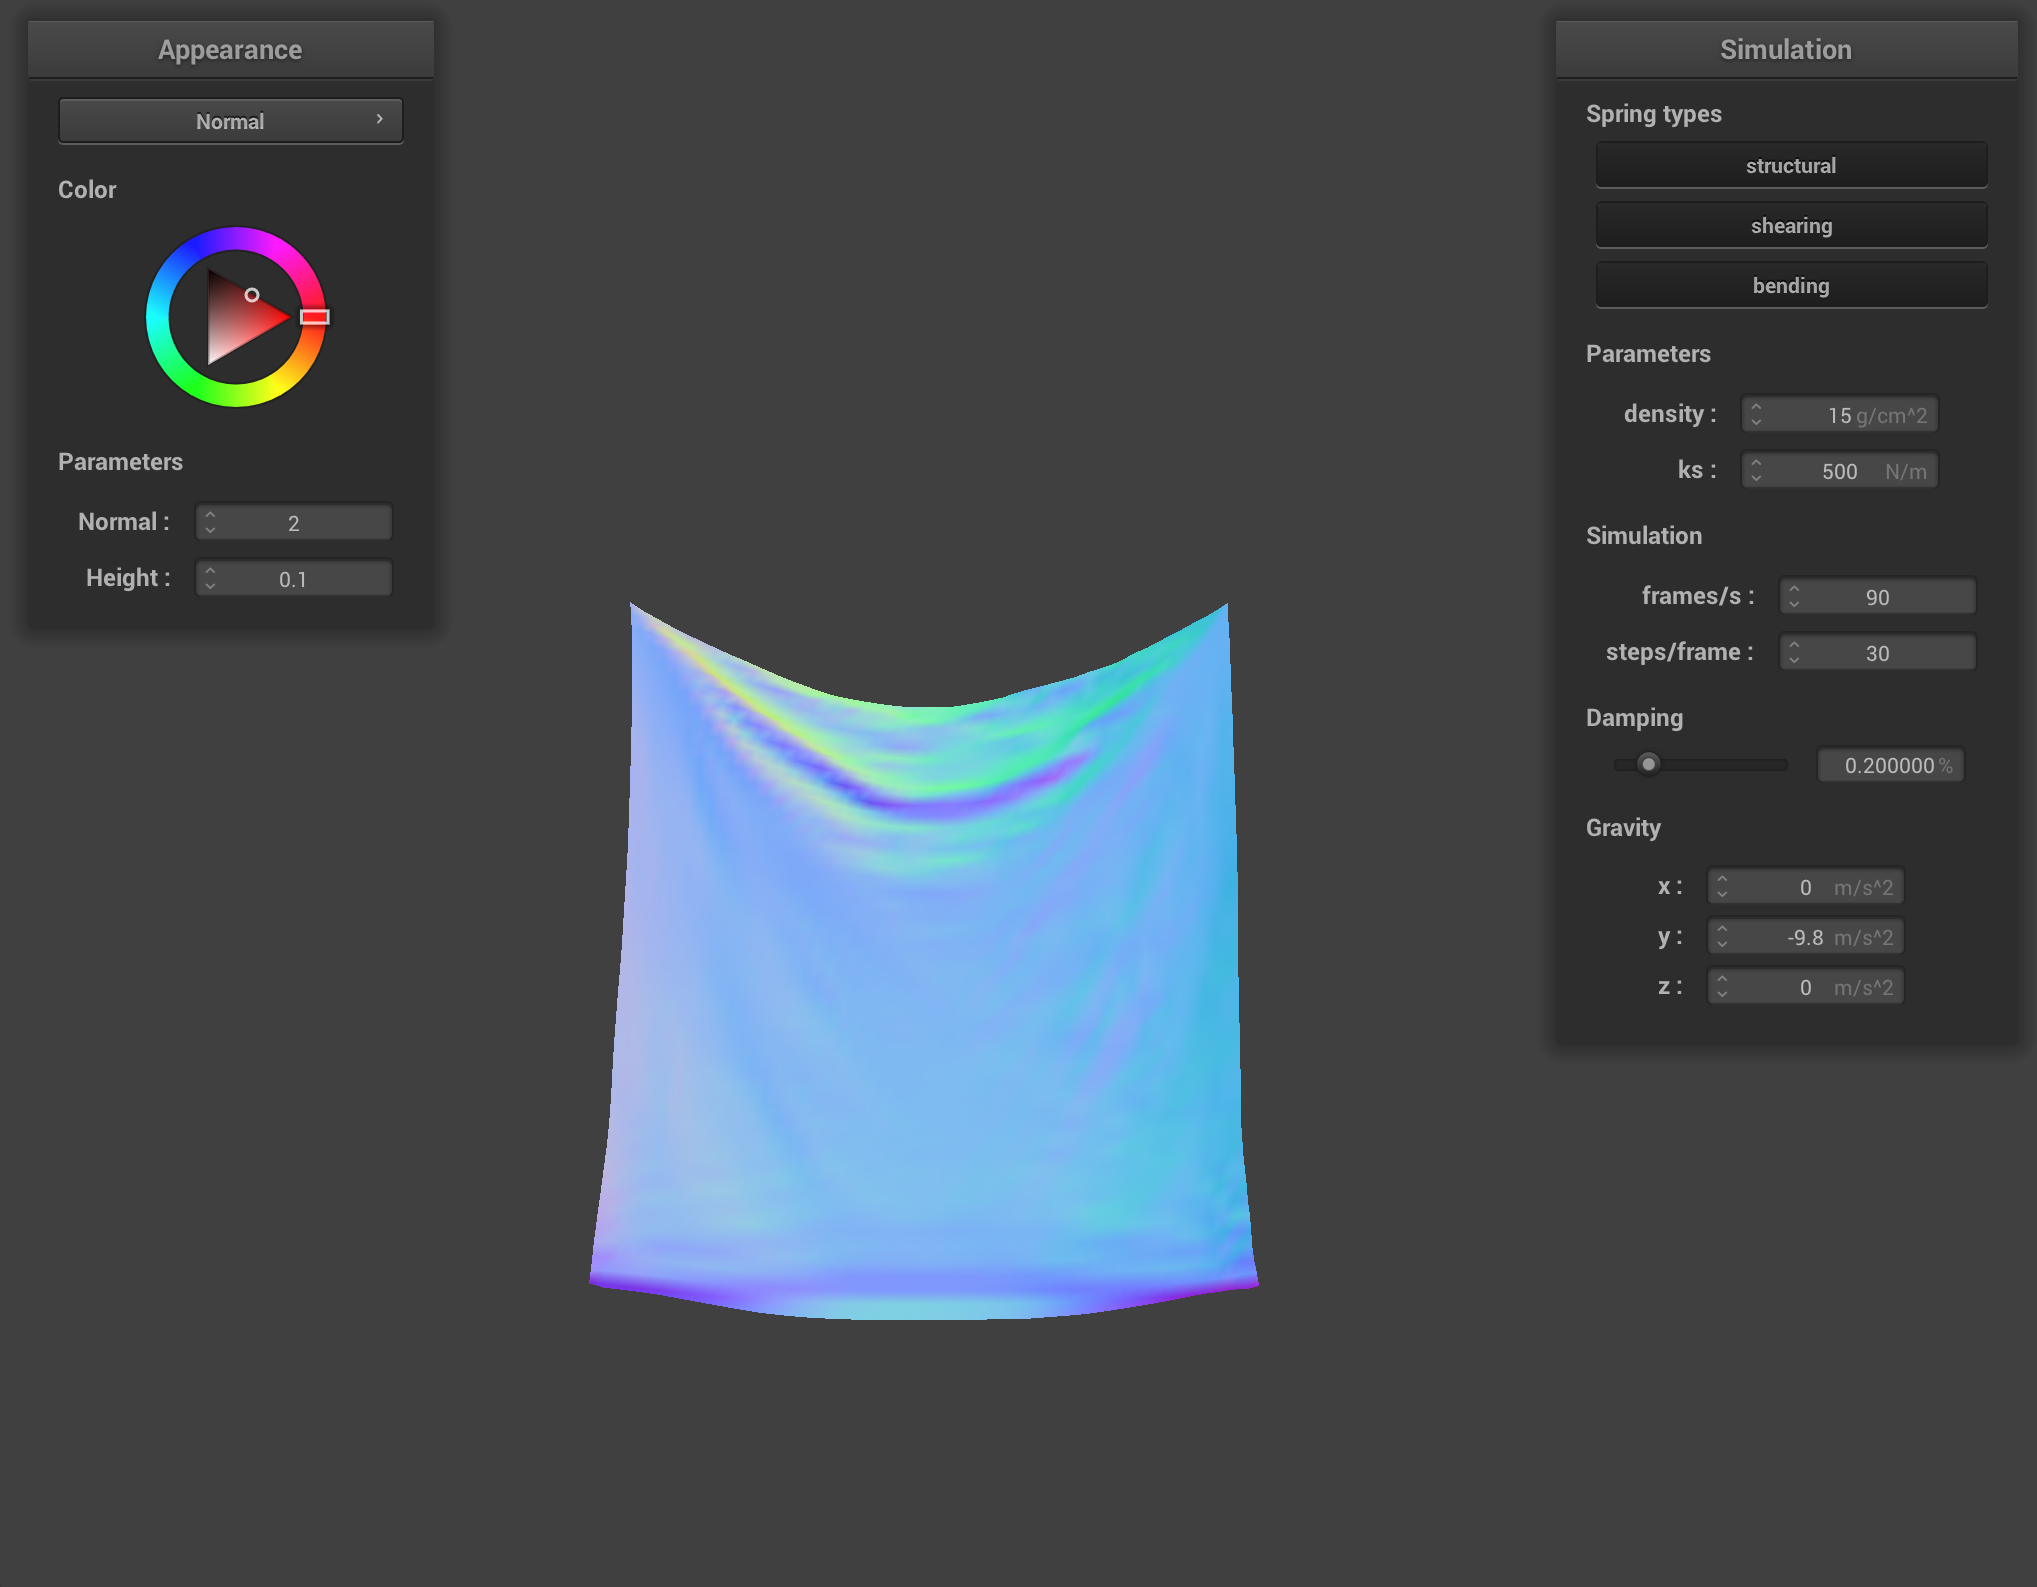 Appearance
Normal
Color
Parameters
Normal :
2
Height :
0.1
Simulation
Spring types
structural
shearing
bending
Parameters
density :
15 g/cm^2
ks :
500 N/m
Simulation
frames/s :
90
steps/frame :
30
Damping
0.200000 %
Gravity
x :
0 m/s^2
y :
-9.8 m/s^2
z :
0 m/s^2